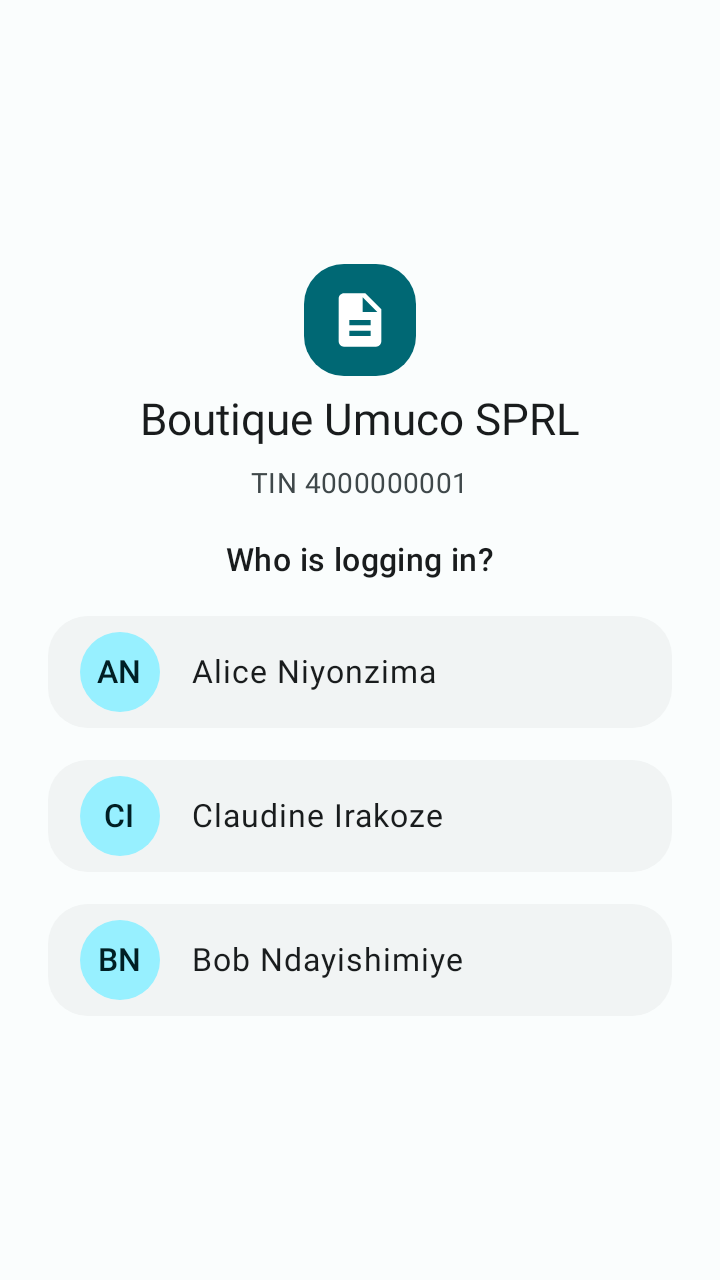 Boutique Umuco SPRL
TIN 4000000001
Who is logging in?
AN Alice Niyonzima
CI Claudine Irakoze
BN Bob Ndayishimiye